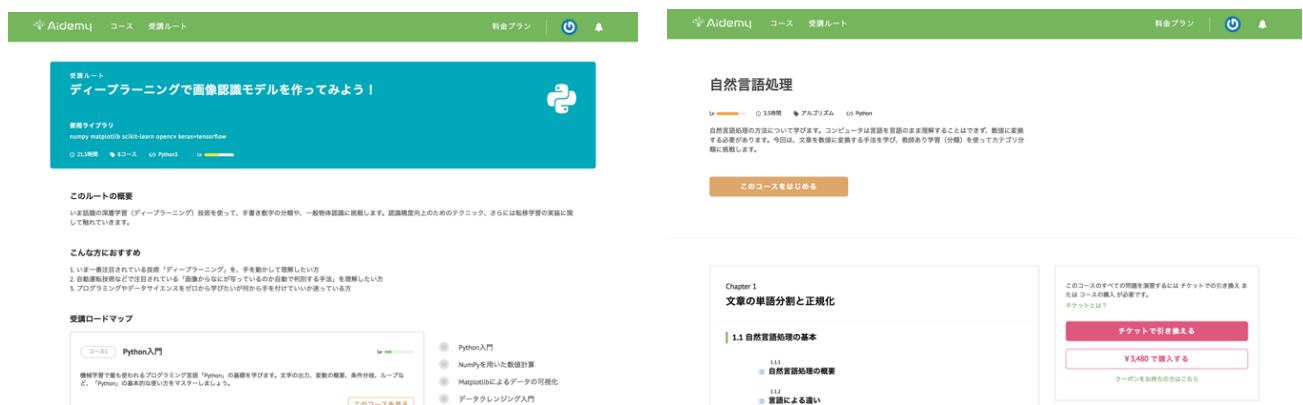 Aidemy コース 受講ルート 料金プラン
受講ルート
ディープラーニングで画像認識モデルを作ってみよう！
使用ライブラリ
numpy matplotlib scikit-learn opencv keras+tensorflow
21.5時間 8コース Python3 Lv
このルートの概要
いま話題の深層学習（ディープラーニング）技術を使って、手書き数字の分類や、一般物体認識に挑戦します。認識精度向上のためのテクニック、さらには転移学習の実装に関
して触れていきます。
こんな方におすすめ
1. いま一番注目されている技術「ディープラーニング」を、手を動かして理解したい方
2. 自動運転技術などで注目されている「画像からなにが写っているのか自動で判別する手法」を理解したい方
3. プログラミングやデータサイエンスをゼロから学びたいが何から手を付けていいか迷っている方
受講ロードマップ
コース1 Python入門 Lv
機械学習で最も使われるプログラミング言語「Python」の基礎を学びます。文字の出力、変数の概要、条件分岐、ループな
ど、「Python」の基本的な使い方をマスターしましょう。
このコースを見る
Python入門
NumPyを用いた数値計算
Matplotlibによるデータの可視化
データクレンジング入門
Aidemy コース 受講ルート 料金プラン
自然言語処理
Lv 3.5時間 アルゴリズム Python
自然言語処理の方法について学びます。コンピュータは言語を言語のまま理解することはできず、数値に変換
する必要があります。今回は、文章を数値に変換する手法を学び、教師あり学習（分類）を使ってカテゴリ分
類に挑戦します。
このコースをはじめる
Chapter 1
文章の単語分割と正規化
1.1 自然言語処理の基本
1.1.1
自然言語処理の概要
1.1.2
言語による違い
このコースのすべての問題を演習するには チケットでの引き換え ま
たは コースの購入 が必要です。
チケットとは？
チケットで引き換える
¥3,480 で購入する
クーポンをお持ちの方はこちら